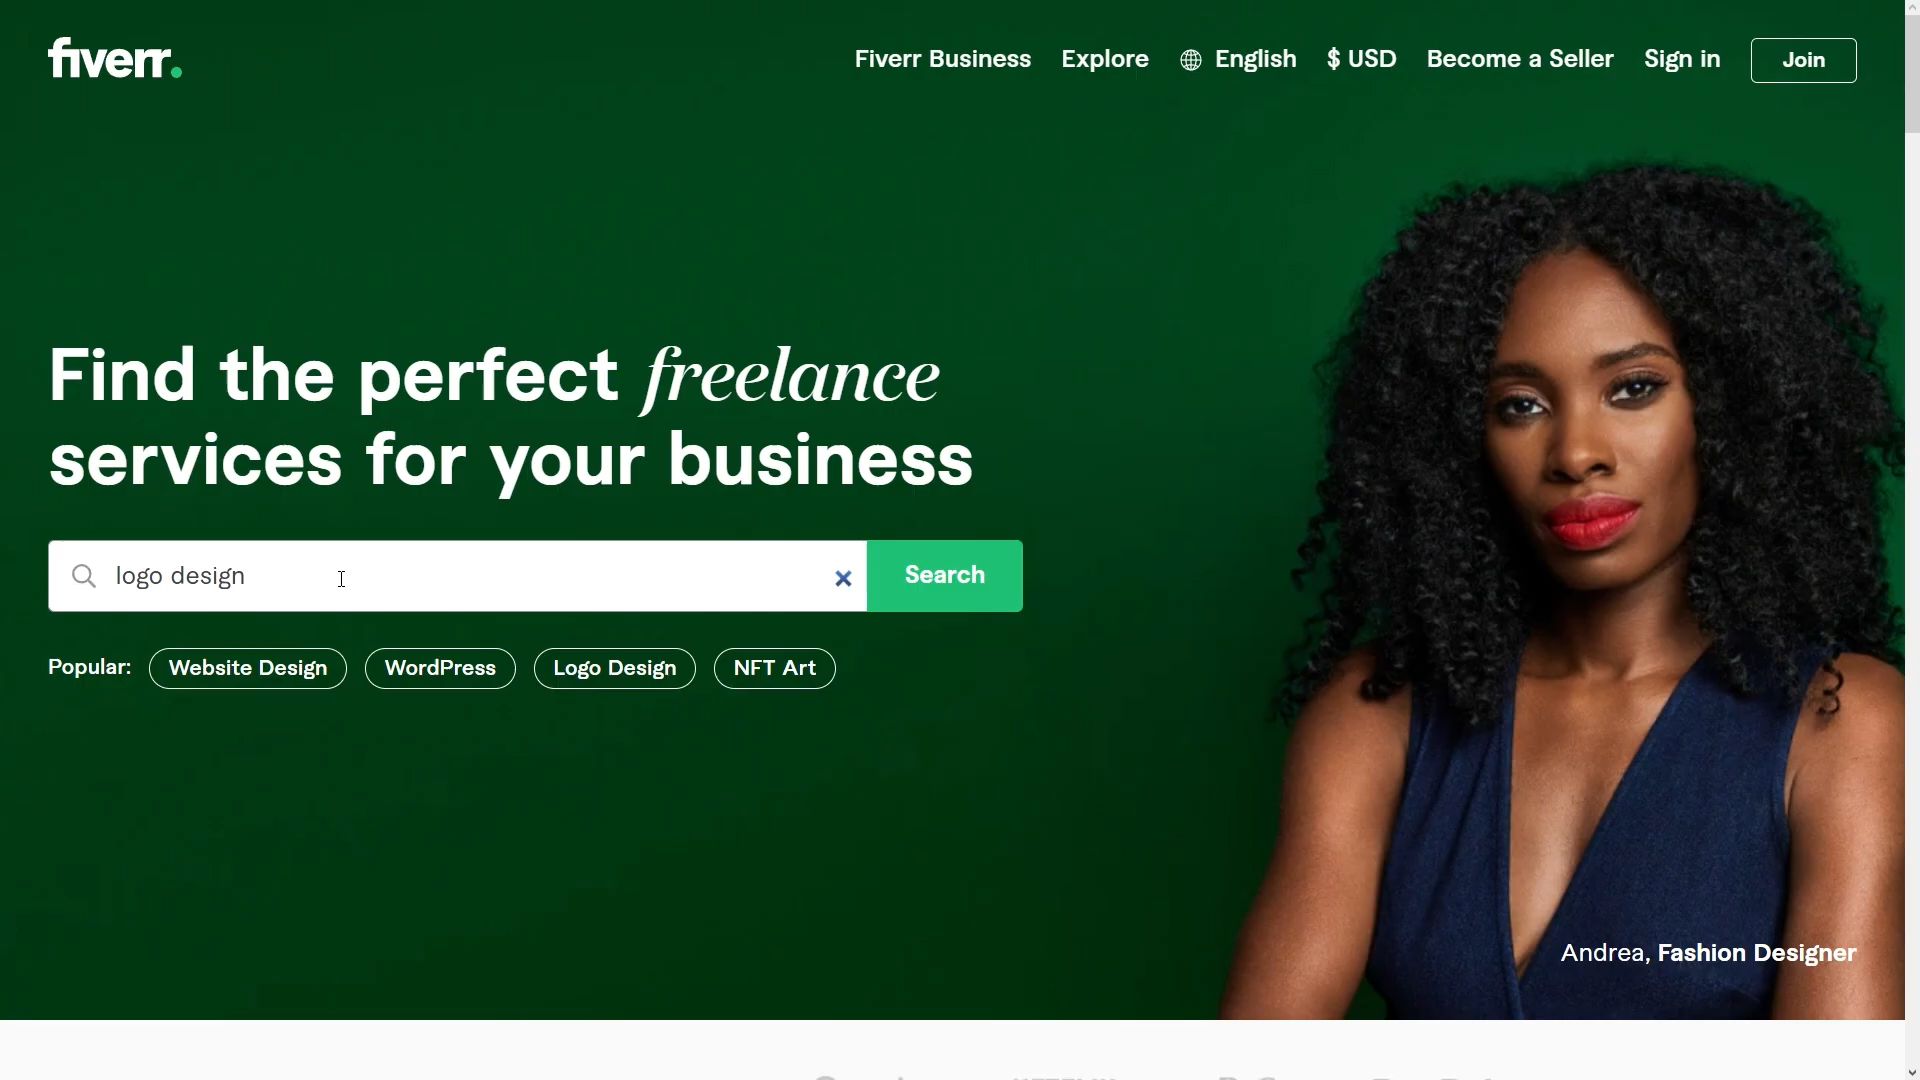 fiverr.
Fiverr Business
Explore
English
$ USD
Become a Seller
Sign in
Join
Find the perfect freelance
services for your business
logo design
Search
Popular:
Website Design
WordPress
Logo Design
NFT Art
Andrea, Fashion Designer